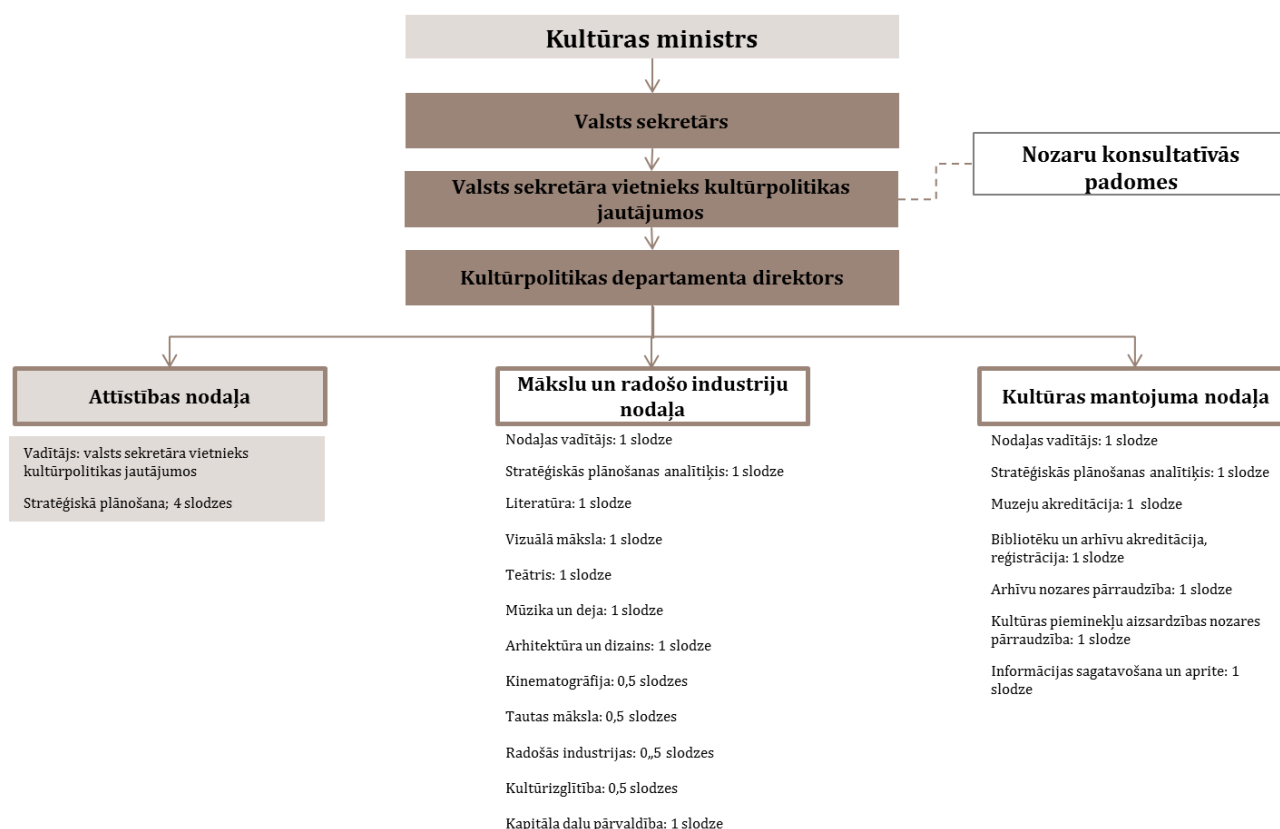 Kultūras ministrs
Valsts sekretārs
Valsts sekretāra vietnieks kultūrpolitikas
jautājumos
Nozaru konsultatīvās
padomes
Kultūrpolitikas departamenta direktors
Attīstības nodaļa
Vadītājs: valsts sekretāra vietnieks
kultūrpolitikas jautājumos
Stratēģiskā plānošana; 4 slodzes
Mākslu un radošo industriju
nodaļa
Nodaļas vadītājs: 1 slodze
Stratēģiskās plānošanas analītiķis: 1 slodze
Literatūra: 1 slodze
Vizuālā māksla: 1 slodze
Teātris: 1 slodze
Mūzika un deja: 1 slodze
Arhitektūra un dizains: 1 slodze
Kinematogrāfija: 0,5 slodzes
Tautas māksla: 0,5 slodzes
Radošās industrijas: 0,,5 slodzes
Kultūrizglītība: 0,5 slodzes
Kapitāla daļu pārvaldība: 1 slodze
Kultūras mantojuma nodaļa
Nodaļas vadītājs: 1 slodze
Stratēģiskās plānošanas analītiķis: 1 slodze
Muzeju akreditācija: 1 slodze
Bibliotēku un arhīvu akreditācija,
reģistrācija: 1 slodze
Arhīvu nozares pārraudzība: 1 slodze
Kultūras pieminekļu aizsardzības nozares
pārraudzība: 1 slodze
Informācijas sagatavošana un aprite: 1
slodze